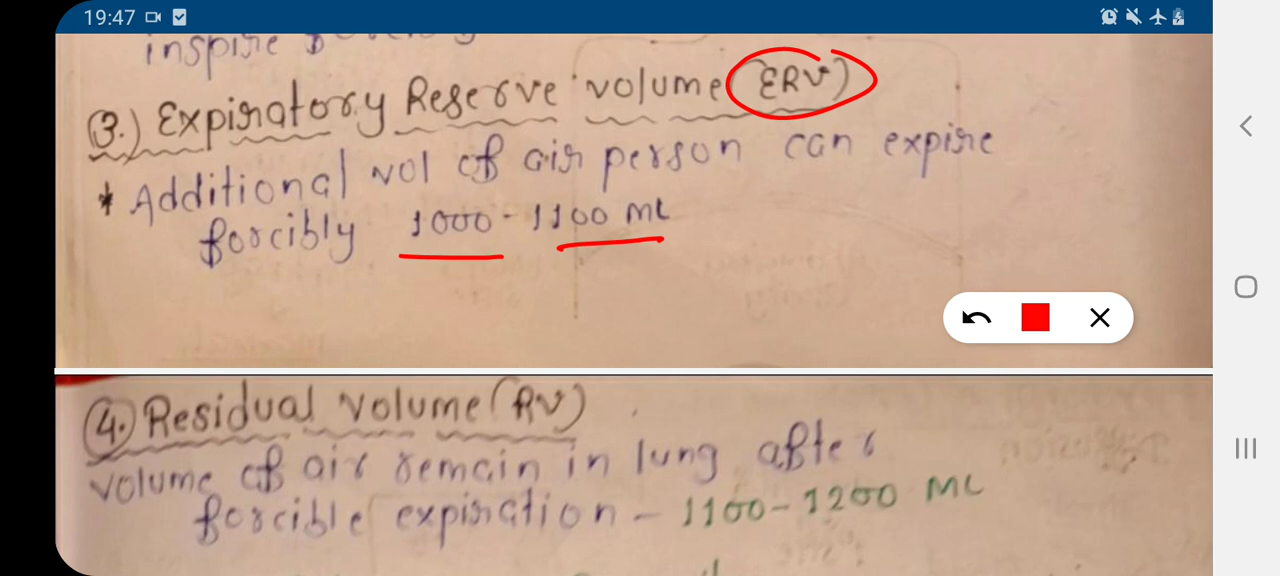 19:47
inspire
(3.) Expiratory Reserve volume (ERV)
* Additional vol of air person can expire
forcibly 1000 - 1100 ML
(4.) Residual volume (RV)
volume of air remain in lung after
forcible expiration - 1100-1200 ML